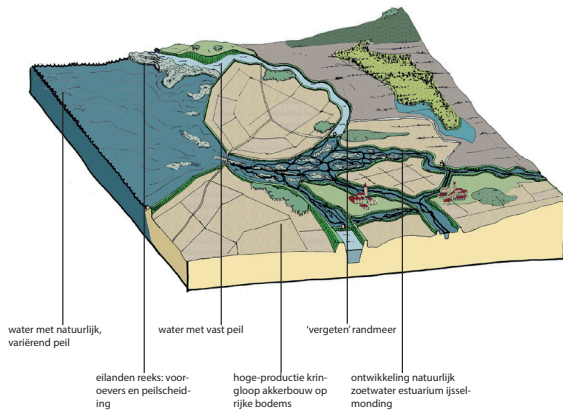 water met natuurlijk,
variërend peil
water met vast peil
'vergeten' randmeer
eilanden reeks: voor-
oevers en peilscheid-
ing
hoge-productie krin-
gloop akkerbouw op
rijke bodems
ontwikkeling natuurlijk
zoetwater estuarium ijssel-
monding